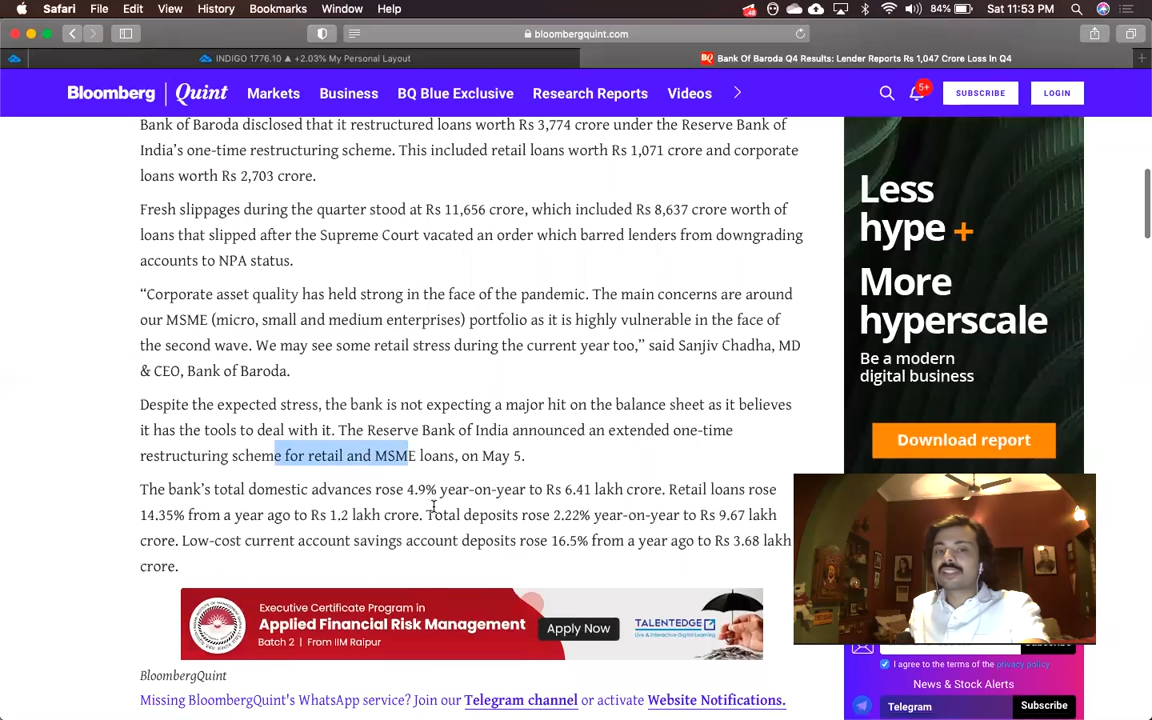 Safari File Edit View History Bookmarks Window Help 84% Sat 11:53 PM
bloombergquint.com
INDIGO 1776.10 ▲ +2.03% My Personal Layout
BQ Bank Of Baroda Q4 Results: Lender Reports Rs 1,047 Crore Loss In Q4
Bloomberg | Quint Markets Business BQ Blue Exclusive Research Reports Videos 5+ SUBSCRIBE LOGIN
Bank of Baroda disclosed that it restructured loans worth Rs 3,774 crore under the Reserve Bank of
India’s one-time restructuring scheme. This included retail loans worth Rs 1,071 crore and corporate
loans worth Rs 2,703 crore.
Fresh slippages during the quarter stood at Rs 11,656 crore, which included Rs 8,637 crore worth of
loans that slipped after the Supreme Court vacated an order which barred lenders from downgrading
accounts to NPA status.
“Corporate asset quality has held strong in the face of the pandemic. The main concerns are around
our MSME (micro, small and medium enterprises) portfolio as it is highly vulnerable in the face of
the second wave. We may see some retail stress during the current year too,” said Sanjiv Chadha, MD
& CEO, Bank of Baroda.
Despite the expected stress, the bank is not expecting a major hit on the balance sheet as it believes
it has the tools to deal with it. The Reserve Bank of India announced an extended one-time
restructuring scheme for retail and MSME loans, on May 5.
The bank’s total domestic advances rose 4.9% year-on-year to Rs 6.41 lakh crore. Retail loans rose
14.35% from a year ago to Rs 1.2 lakh crore. Total deposits rose 2.22% year-on-year to Rs 9.67 lakh
crore. Low-cost current account savings account deposits rose 16.5% from a year ago to Rs 3.68 lakh
crore.
Executive Certificate Program in
Applied Financial Risk Management
Batch 2 | From IIM Raipur
Apply Now
TALENTEDGE
Live & Interactive Digital Learning
BloombergQuint
Missing BloombergQuint's WhatsApp service? Join our Telegram channel or activate Website Notifications.
Less
hype +
More
hyperscale
Be a modern
digital business
Download report
Subscribe
I agree to the terms of the privacy policy
News & Stock Alerts
Telegram Subscribe